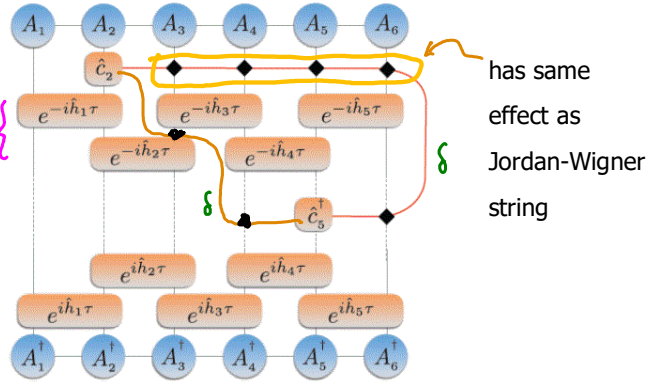 A₁ A₂ A₃ A₄ A₅ A₆
ĉ₂
has same
effect as
Jordan-Wigner
string
e^{-iĥ₁τ} e^{-iĥ₃τ} e^{-iĥ₅τ}
e^{-iĥ₂τ} e^{-iĥ₄τ}
δ
δ
ĉ₅†
e^{iĥ₂τ} e^{iĥ₄τ}
e^{iĥ₁τ} e^{iĥ₃τ} e^{iĥ₅τ}
A₁† A₂† A₃† A₄† A₅† A₆†